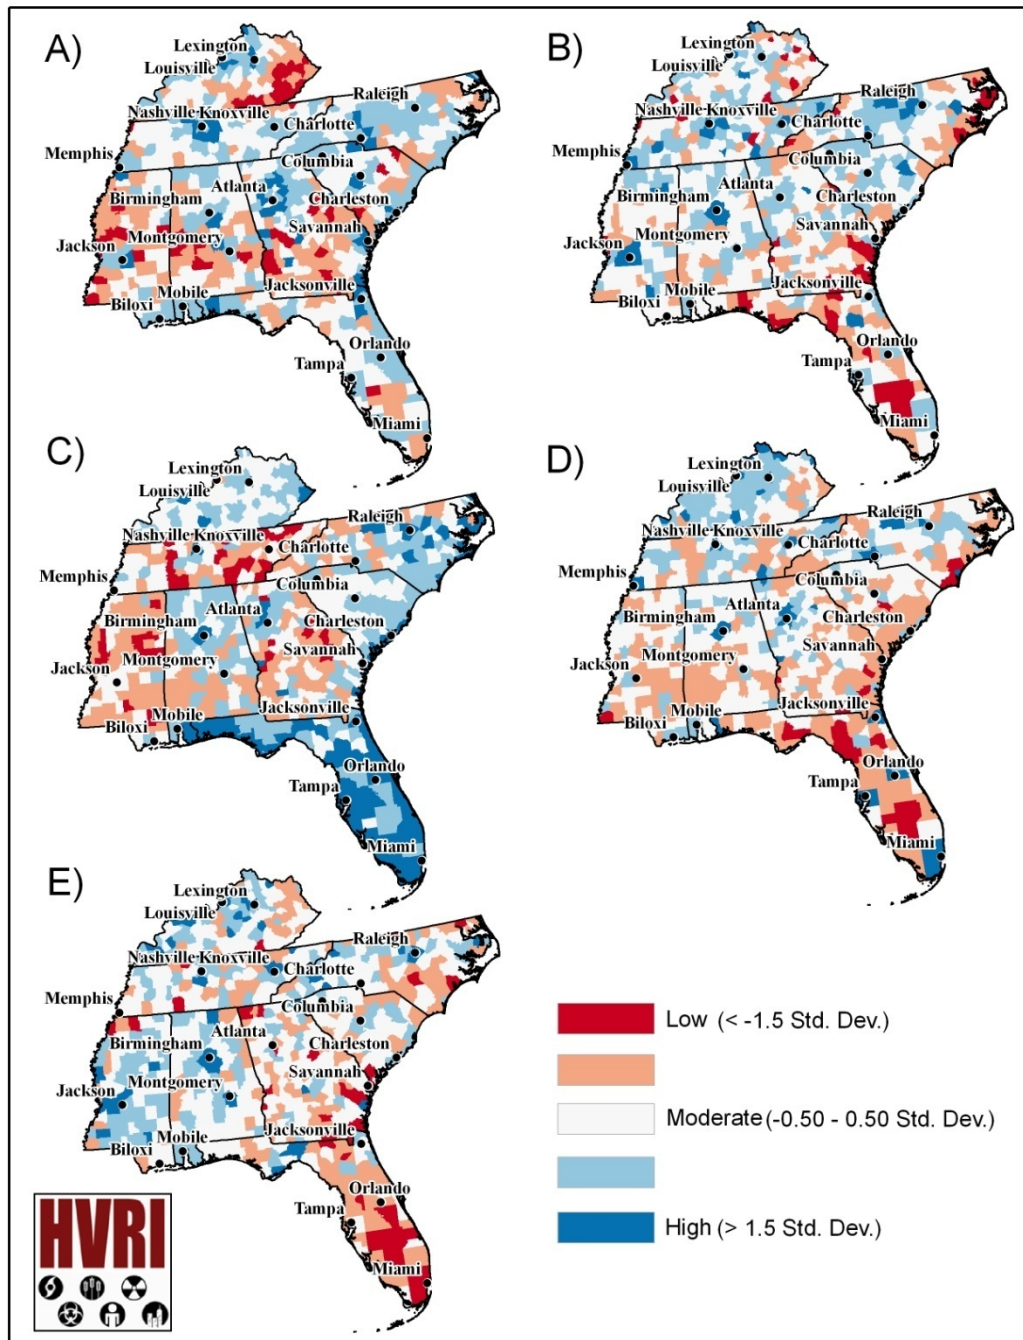 A)
Lexington
Louisville
Raleigh
Nashville Knoxville
Charlotte
Memphis
Columbia
Atlanta
Birmingham
Charleston
Montgomery
Savannah
Jackson
Jacksonville
Mobile
Biloxi
Orlando
Tampa
Miami
B)
Lexington
Louisville
Raleigh
Nashville Knoxville
Charlotte
Memphis
Columbia
Atlanta
Birmingham
Charleston
Montgomery
Savannah
Jackson
Jacksonville
Mobile
Biloxi
Orlando
Tampa
Miami
C)
Lexington
Louisville
Raleigh
Nashville Knoxville
Charlotte
Memphis
Columbia
Atlanta
Birmingham
Charleston
Montgomery
Savannah
Jackson
Jacksonville
Mobile
Biloxi
Orlando
Tampa
Miami
D)
Lexington
Louisville
Raleigh
Nashville Knoxville
Charlotte
Memphis
Columbia
Atlanta
Birmingham
Charleston
Montgomery
Savannah
Jackson
Jacksonville
Mobile
Biloxi
Orlando
Tampa
Miami
E)
Lexington
Louisville
Raleigh
Nashville Knoxville
Charlotte
Memphis
Columbia
Atlanta
Birmingham
Charleston
Montgomery
Savannah
Jackson
Jacksonville
Mobile
Biloxi
Orlando
Tampa
Miami
Low (< -1.5 Std. Dev.)
Moderate (-0.50 - 0.50 Std. Dev.)
High (> 1.5 Std. Dev.)
HVRI